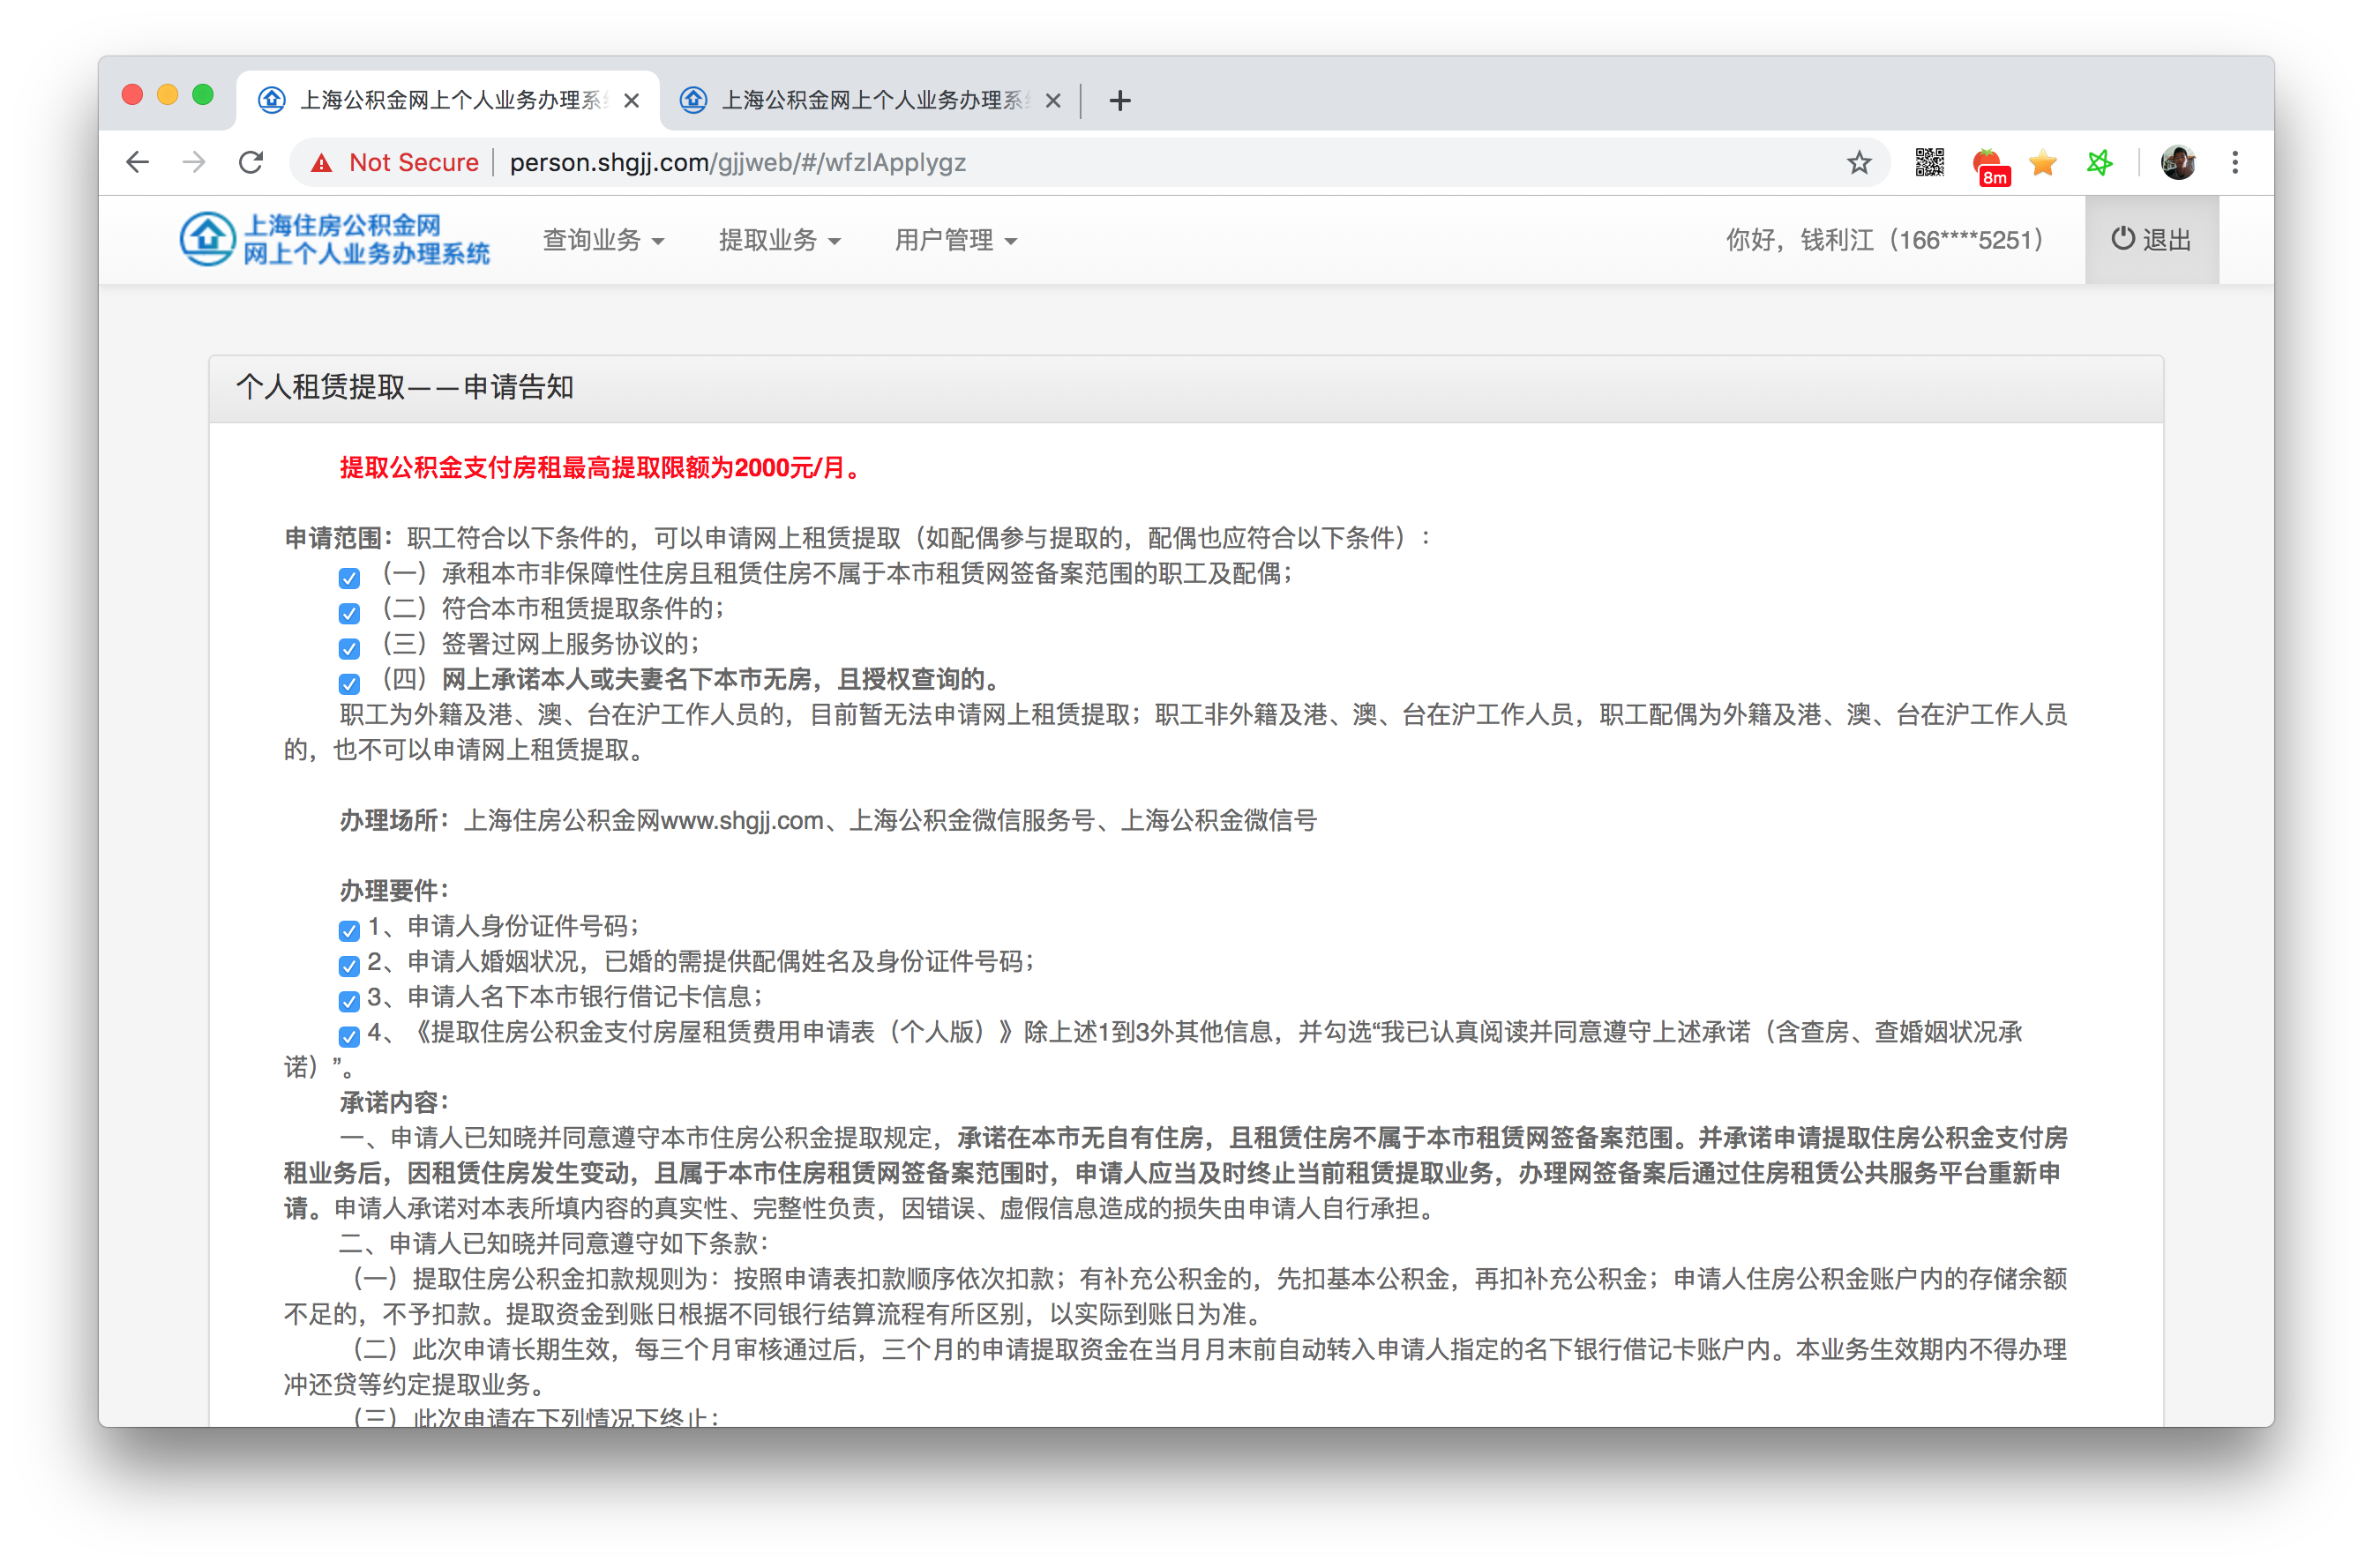 上海公积金网上个人业务办理系
上海公积金网上个人业务办理系
Not Secure
person.shgjj.com/gjjweb/#/wfzlApplygz
8m
上海住房公积金网
网上个人业务办理系统
查询业务
提取业务
用户管理
你好，钱利江（166****5251）
退出
个人租赁提取——申请告知
提取公积金支付房租最高提取限额为2000元/月。
申请范围：职工符合以下条件的，可以申请网上租赁提取（如配偶参与提取的，配偶也应符合以下条件）：
（一）承租本市非保障性住房且租赁住房不属于本市租赁网签备案范围的职工及配偶；
（二）符合本市租赁提取条件的；
（三）签署过网上服务协议的；
（四）网上承诺本人或夫妻名下本市无房，且授权查询的。
职工为外籍及港、澳、台在沪工作人员的，目前暂无法申请网上租赁提取；职工非外籍及港、澳、台在沪工作人员，职工配偶为外籍及港、澳、台在沪工作人员
的，也不可以申请网上租赁提取。
办理场所：上海住房公积金网www.shgjj.com、上海公积金微信服务号、上海公积金微信号
办理要件：
1、申请人身份证件号码；
2、申请人婚姻状况，已婚的需提供配偶姓名及身份证件号码；
3、申请人名下本市银行借记卡信息；
4、《提取住房公积金支付房屋租赁费用申请表（个人版）》除上述1到3外其他信息，并勾选“我已认真阅读并同意遵守上述承诺（含查房、查婚姻状况承
诺）”。
承诺内容：
一、申请人已知晓并同意遵守本市住房公积金提取规定，承诺在本市无自有住房，且租赁住房不属于本市租赁网签备案范围。并承诺申请提取住房公积金支付房
租业务后，因租赁住房发生变动，且属于本市住房租赁网签备案范围时，申请人应当及时终止当前租赁提取业务，办理网签备案后通过住房租赁公共服务平台重新申
请。申请人承诺对本表所填内容的真实性、完整性负责，因错误、虚假信息造成的损失由申请人自行承担。
二、申请人已知晓并同意遵守如下条款：
（一）提取住房公积金扣款规则为：按照申请表扣款顺序依次扣款；有补充公积金的，先扣基本公积金，再扣补充公积金；申请人住房公积金账户内的存储余额
不足的，不予扣款。提取资金到账日根据不同银行结算流程有所区别，以实际到账日为准。
（二）此次申请长期生效，每三个月审核通过后，三个月的申请提取资金在当月月末前自动转入申请人指定的名下银行借记卡账户内。本业务生效期内不得办理
冲还贷等约定提取业务。
（三）此次申请在下列情况下终止：